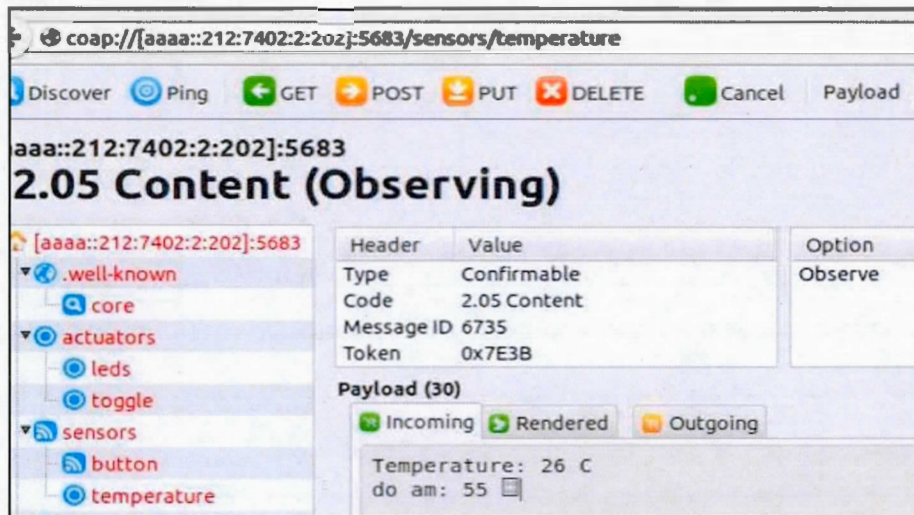 coap://[aaaa::212:7402:2:202]:5683/sensors/temperature
Discover Ping GET POST PUT DELETE Cancel Payload
aaa::212:7402:2:202]:5683
2.05 Content (Observing)
[aaaa::212:7402:2:202]:5683
.well-known
core
actuators
leds
toggle
sensors
button
temperature
Header Value
Type Confirmable
Code 2.05 Content
Message ID 6735
Token 0x7E3B
Option
Observe
Payload (30)
Incoming Rendered Outgoing
Temperature: 26 C
do am: 55